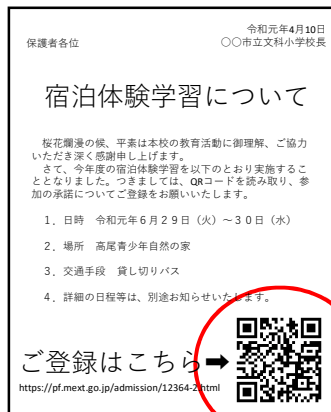 令和元年4月10日
保護者各位
○○市立文科小学校長
宿泊体験学習について
桜花爛漫の候、平素は本校の教育活動に御理解、ご協力
いただき深く感謝申し上げます。
さて、今年度の宿泊体験学習を以下のとおり実施するこ
ととなりました。つきましては、QRコードを読み取り、参
加の承諾についてご登録をお願いいたします。
1．日時　令和元年６月２９日（火）～３０日（水）
2．場所　高尾青少年自然の家
3．交通手段　貸し切りバス
4．詳細の日程等は、別途お知らせいたします。
ご登録はこちら➡
https://pf.mext.go.jp/admission/12364-2.html